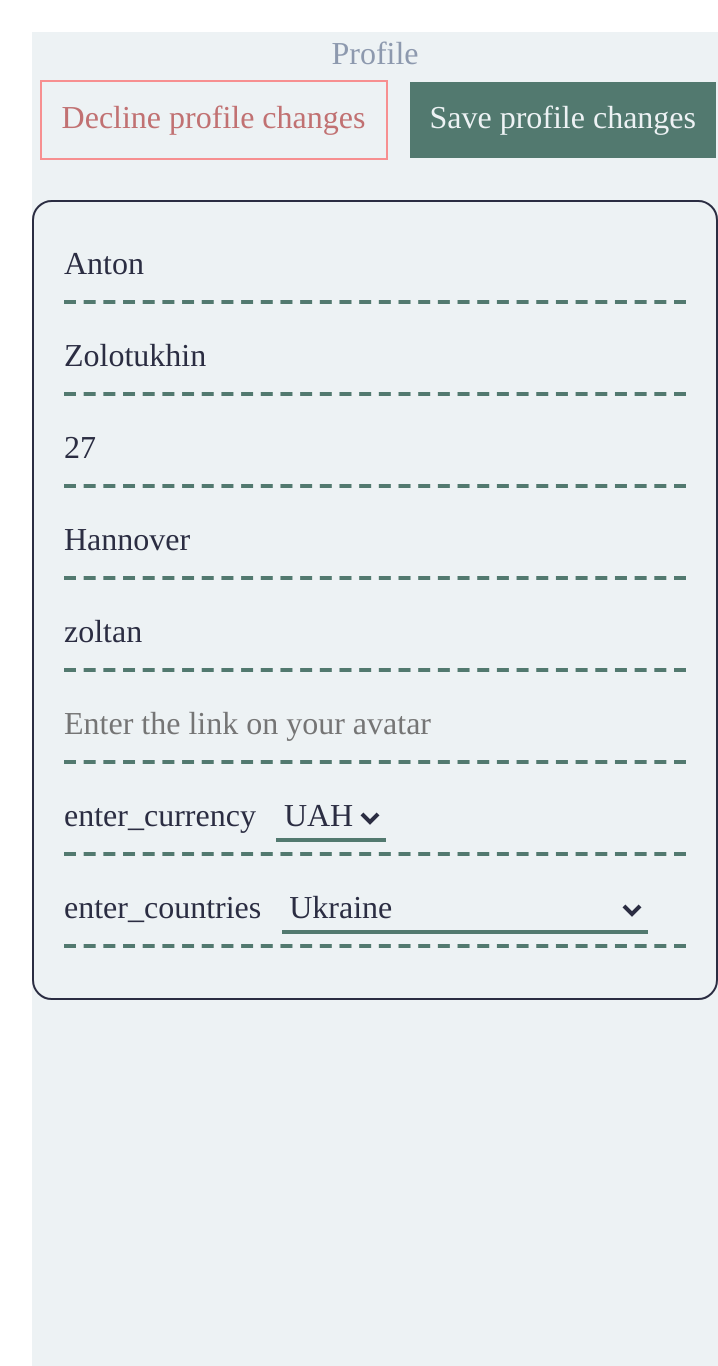 Profile
Decline profile changes Save profile changes
Anton
Zolotukhin
27
Hannover
zoltan
Enter the link on your avatar
enter_currency UAH
enter_countries Ukraine